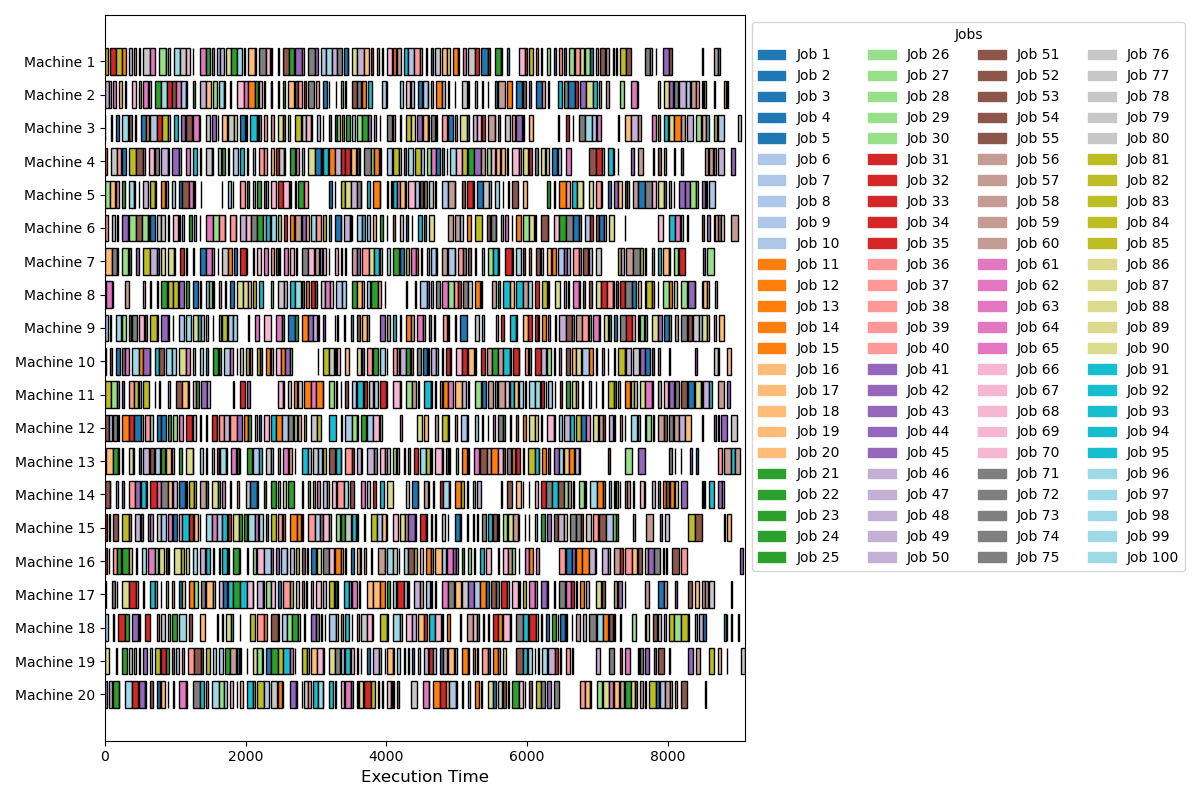 Jobs
Machine 1
Machine 2
Machine 3
Machine 4
Machine 5
Machine 6
Machine 7
Machine 8
Machine 9
Machine 10
Machine 11
Machine 12
Machine 13
Machine 14
Machine 15
Machine 16
Machine 17
Machine 18
Machine 19
Machine 20
0 2000 4000 6000 8000
Execution Time
Job 1 Job 26 Job 51 Job 76
Job 2 Job 27 Job 52 Job 77
Job 3 Job 28 Job 53 Job 78
Job 4 Job 29 Job 54 Job 79
Job 5 Job 30 Job 55 Job 80
Job 6 Job 31 Job 56 Job 81
Job 7 Job 32 Job 57 Job 82
Job 8 Job 33 Job 58 Job 83
Job 9 Job 34 Job 59 Job 84
Job 10 Job 35 Job 60 Job 85
Job 11 Job 36 Job 61 Job 86
Job 12 Job 37 Job 62 Job 87
Job 13 Job 38 Job 63 Job 88
Job 14 Job 39 Job 64 Job 89
Job 15 Job 40 Job 65 Job 90
Job 16 Job 41 Job 66 Job 91
Job 17 Job 42 Job 67 Job 92
Job 18 Job 43 Job 68 Job 93
Job 19 Job 44 Job 69 Job 94
Job 20 Job 45 Job 70 Job 95
Job 21 Job 46 Job 71 Job 96
Job 22 Job 47 Job 72 Job 97
Job 23 Job 48 Job 73 Job 98
Job 24 Job 49 Job 74 Job 99
Job 25 Job 50 Job 75 Job 100